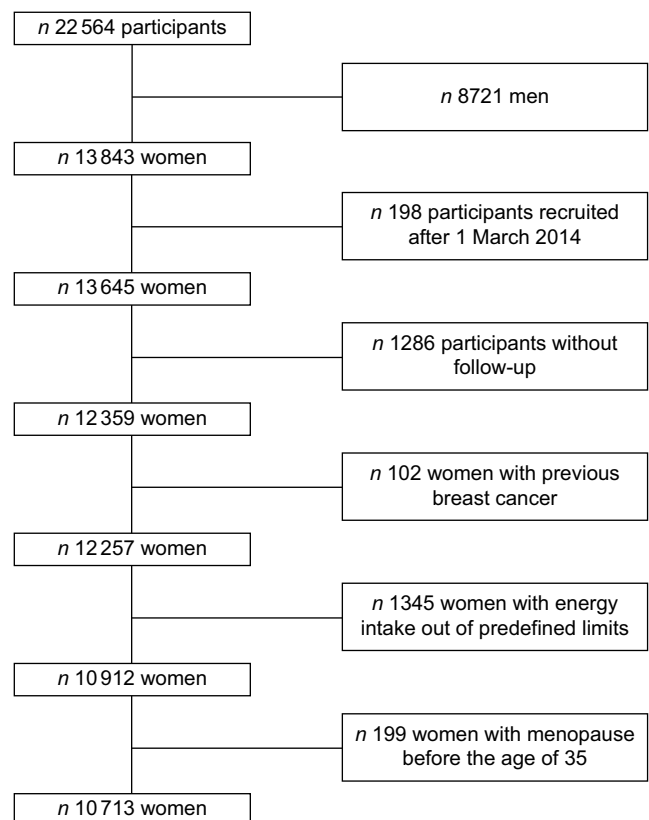 n 22 564 participants
n 8721 men
n 13 843 women
n 198 participants recruited
after 1 March 2014
n 13 645 women
n 1286 participants without
follow-up
n 12 359 women
n 102 women with previous
breast cancer
n 12 257 women
n 1345 women with energy
intake out of predefined limits
n 10 912 women
n 199 women with menopause
before the age of 35
n 10 713 women